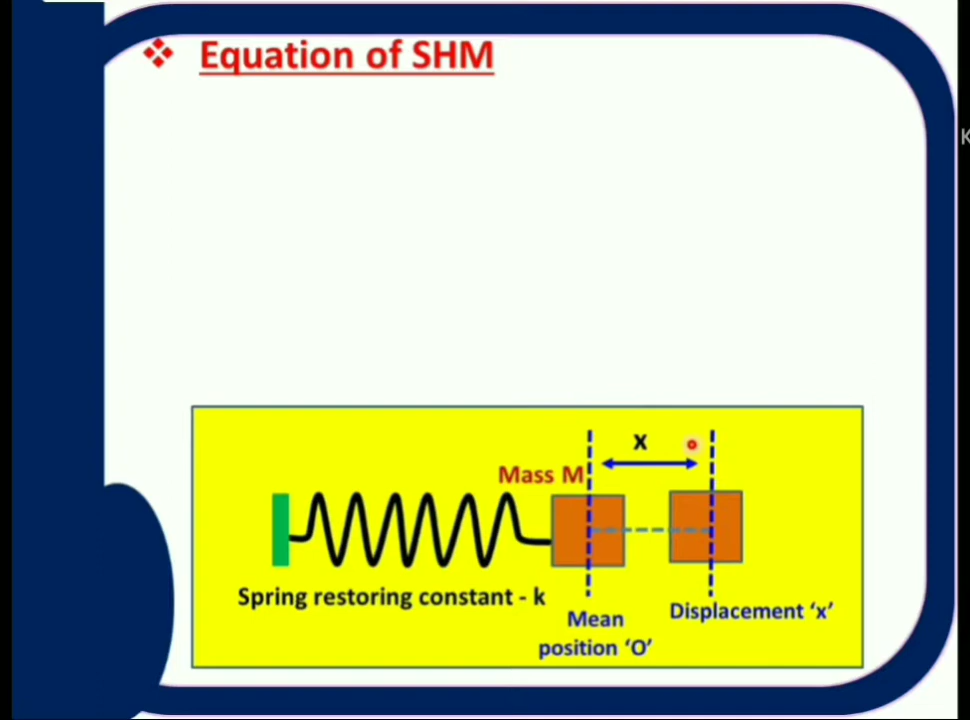 Equation of SHM
x
Mass M
Spring restoring constant - k
Mean
position ‘O’
Displacement ‘x’
K